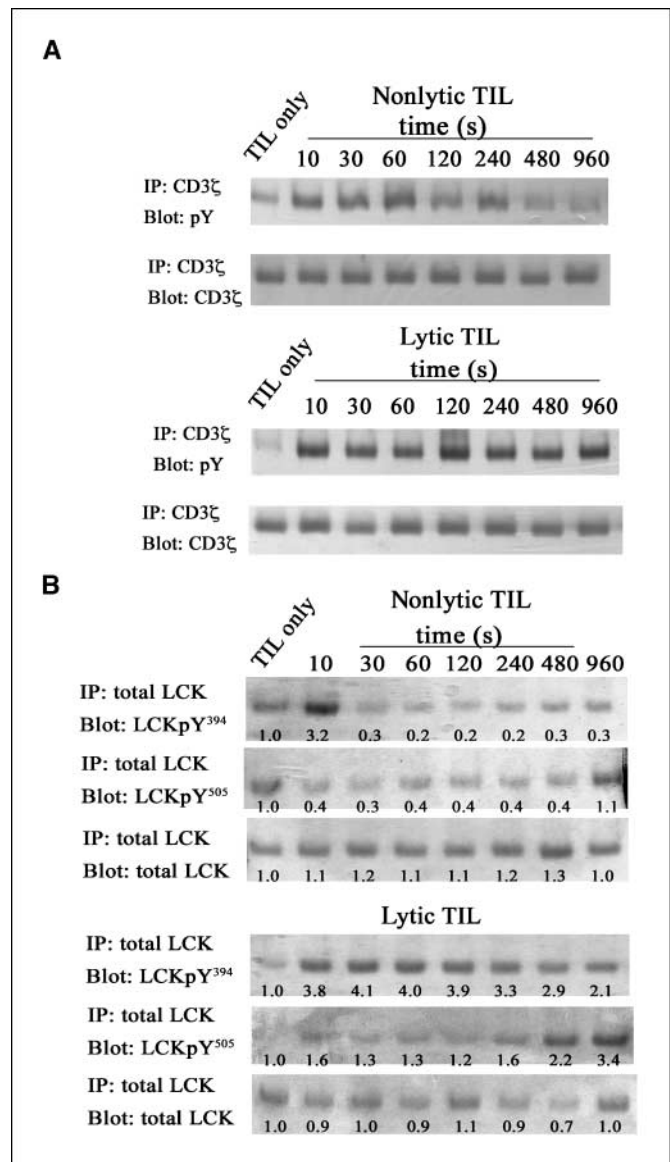 A
Nonlytic TIL
time (s)
TIL only 10 30 60 120 240 480 960
IP: CD3ζ
Blot: pY
IP: CD3ζ
Blot: CD3ζ
Lytic TIL
time (s)
TIL only 10 30 60 120 240 480 960
IP: CD3ζ
Blot: pY
IP: CD3ζ
Blot: CD3ζ
B
Nonlytic TIL
time (s)
TIL only 10 30 60 120 240 480 960
IP: total LCK
Blot: LCKpY³⁹⁴
1.0 3.2 0.3 0.2 0.2 0.2 0.3 0.3
IP: total LCK
Blot: LCKpY⁵⁰⁵
1.0 0.4 0.3 0.4 0.4 0.4 0.4 1.1
IP: total LCK
Blot: total LCK
1.0 1.1 1.2 1.1 1.1 1.2 1.3 1.0
Lytic TIL
IP: total LCK
Blot: LCKpY³⁹⁴
1.0 3.8 4.1 4.0 3.9 3.3 2.9 2.1
IP: total LCK
Blot: LCKpY⁵⁰⁵
1.0 1.6 1.3 1.3 1.2 1.6 2.2 3.4
IP: total LCK
Blot: total LCK
1.0 0.9 1.0 0.9 1.1 0.9 0.7 1.0